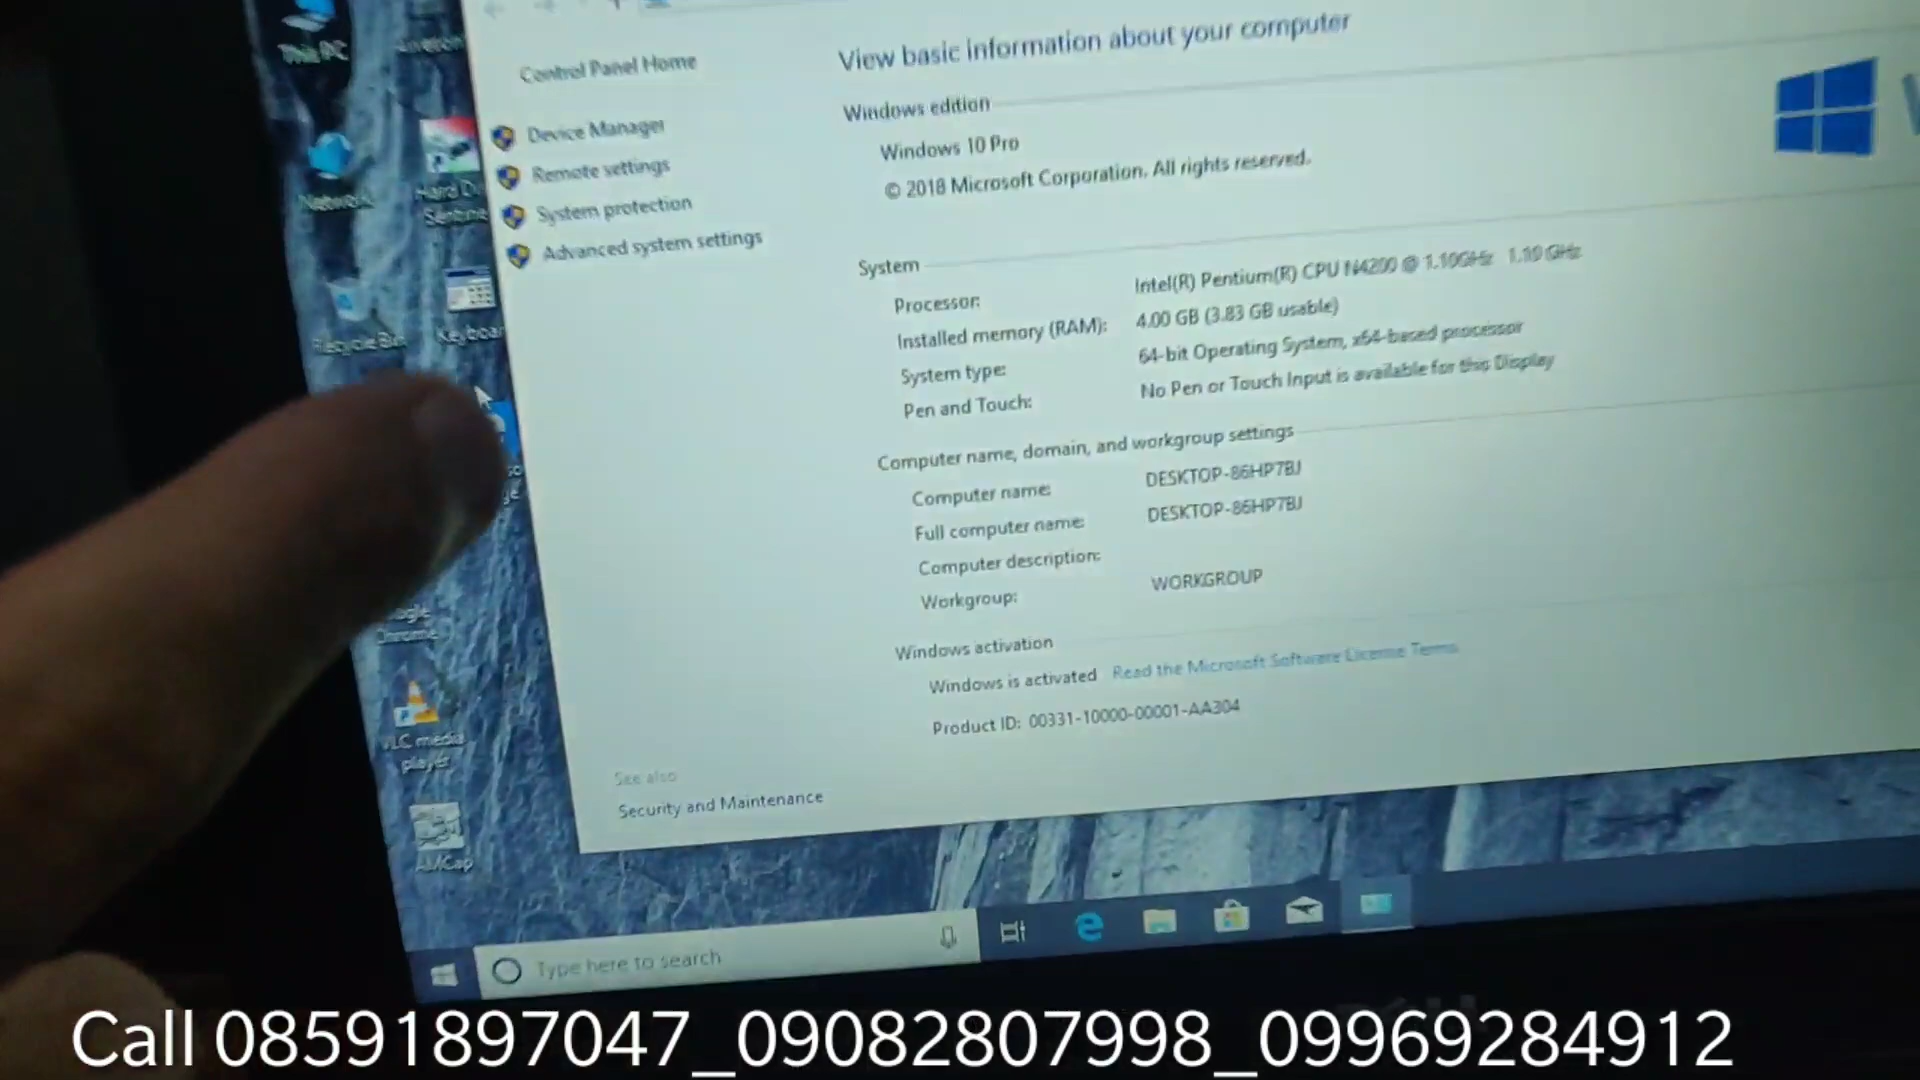 This PC
Network
Recycle Bin
Chrome
VLC media
player
AMCap
Control Panel Home
Device Manager
Remote settings
System protection
Advanced system settings
See also
Security and Maintenance
View basic information about your computer
Windows edition
Windows 10 Pro
© 2018 Microsoft Corporation. All rights reserved.
System
Processor: Intel(R) Pentium(R) CPU N4200 @ 1.10GHz 1.10 GHz
Installed memory (RAM): 4.00 GB (3.83 GB usable)
System type: 64-bit Operating System, x64-based processor
Pen and Touch: No Pen or Touch Input is available for this Display
Computer name, domain, and workgroup settings
Computer name: DESKTOP-86HP7BJ
Full computer name: DESKTOP-86HP7BJ
Computer description:
Workgroup: WORKGROUP
Windows activation
Windows is activated Read the Microsoft Software License Terms
Product ID: 00331-10000-00001-AA304
Type here to search
Call 08591897047_09082807998_09969284912